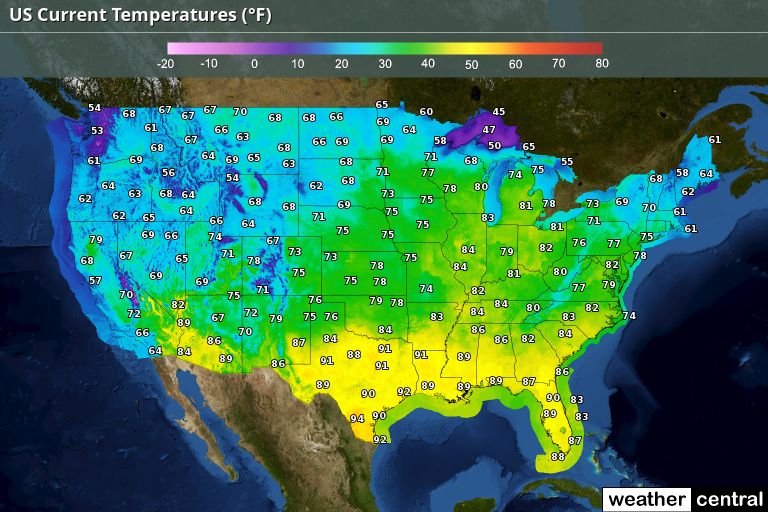 US Current Temperatures (°F)
-20 -10 0 10 20 30 40 50 60 70 80
54 68 67 67 67 70 68 68 66 65 69 60 45
53 61 67 66 63 66 69 69 64 58 47 50 65 61
61 69 68 56 64 69 65 68 63 68 71 68 55
64 63 68 64 54 62 68 71 77 74 75 68 58 64
62 62 65 64 66 68 68 69 73 78 80 81 78 73 69 70 62 61
79 69 66 74 64 67 71 75 75 75 75 83 81 71 75 61
68 67 65 71 78 73 73 75 84 79 82 76 77 78
57 69 69 71 75 75 78 78 84 81 80 82
70 82 75 76 79 78 74 82 77 79
72 89 67 72 79 75 76 83 84 84 80 83 82 74
66 86 70 87 84 84 86 86 82 84
64 84 89 86 91 88 91 91 91 89
89 90 92 89 89 89 87 86
94 90 90 89 83 83
92 87
88
weather central